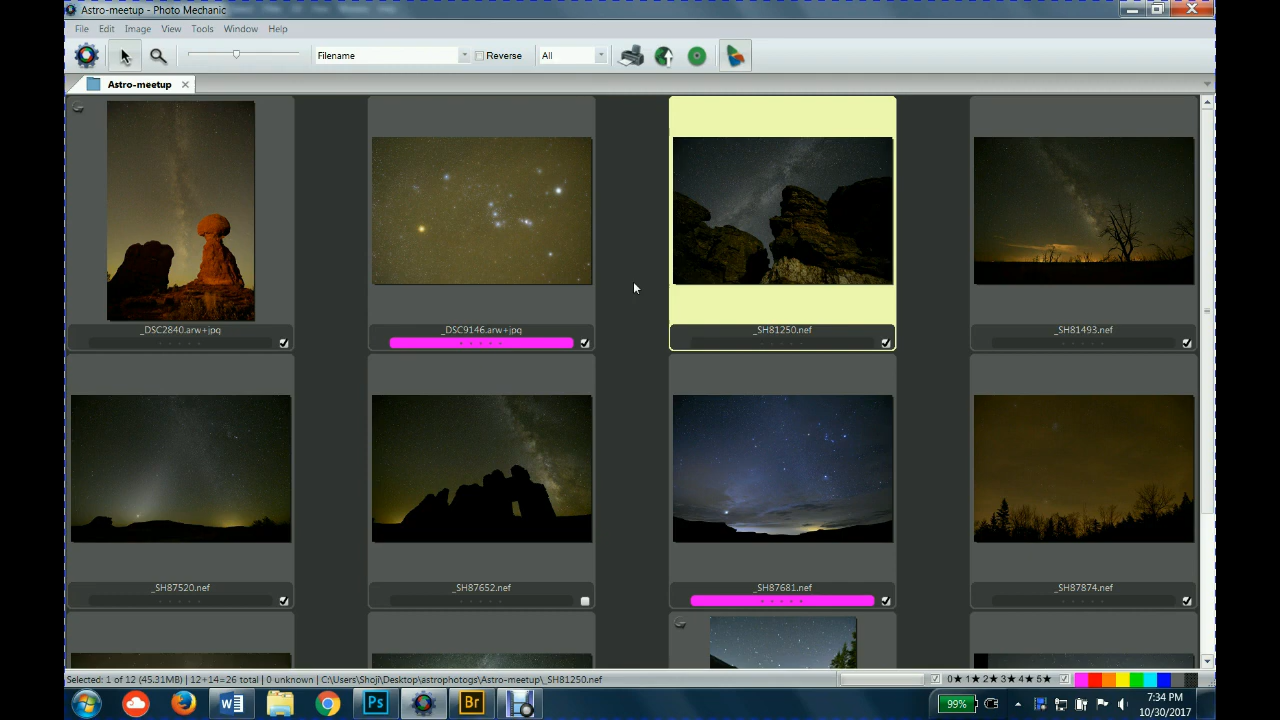 Astro-meetup - Photo Mechanic
File Edit Image View Tools Window Help
Filename Reverse All
Astro-meetup
_DSC2840.arw+jpg _DSC9146.arw+jpg _SH81250.nef _SH81493.nef
_SH87520.nef _SH87652.nef _SH87681.nef _SH87874.nef
Selected: 1 of 12 (45.31MB) | 12+14=26 total | 0 unknown | C:\Users\Shoji\Desktop\aeroptotogs\Astro-meetup\_SH81250.nef
0★ 1★ 2★ 3★ 4★ 5★
W Ps Br 99% 7:34 PM
10/30/2017